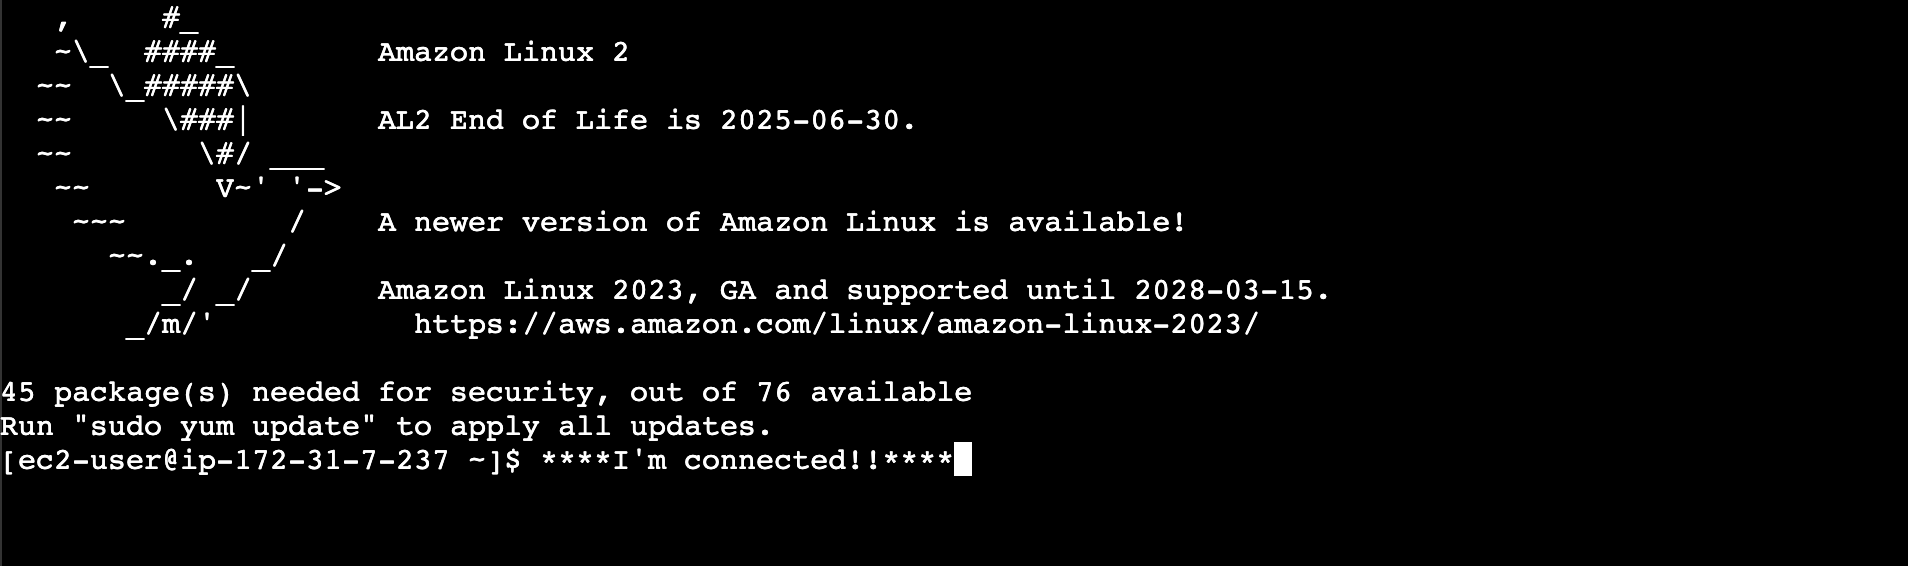 ,     #_
   ~\_  ####_        Amazon Linux 2
  ~~  \_#####\
  ~~     \###|       AL2 End of Life is 2025-06-30.
  ~~       \#/ ___
   ~~       V~' '->
    ~~~         /    A newer version of Amazon Linux is available!
      ~~._.   _/
         _/ _/       Amazon Linux 2023, GA and supported until 2028-03-15.
       _/m/'           https://aws.amazon.com/linux/amazon-linux-2023/
45 package(s) needed for security, out of 76 available
Run "sudo yum update" to apply all updates.
[ec2-user@ip-172-31-7-237 ~]$ ****I'm connected!!****